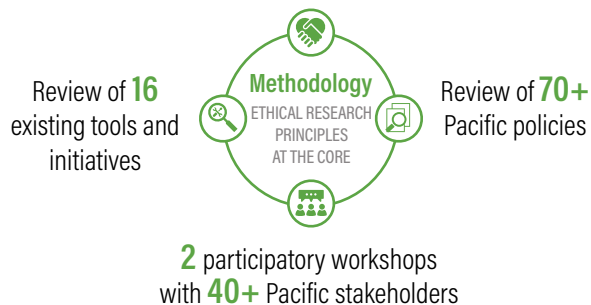 Methodology
ETHICAL RESEARCH
PRINCIPLES
AT THE CORE
Review of 16
existing tools and
initiatives
Review of 70+
Pacific policies
2 participatory workshops
with 40+ Pacific stakeholders